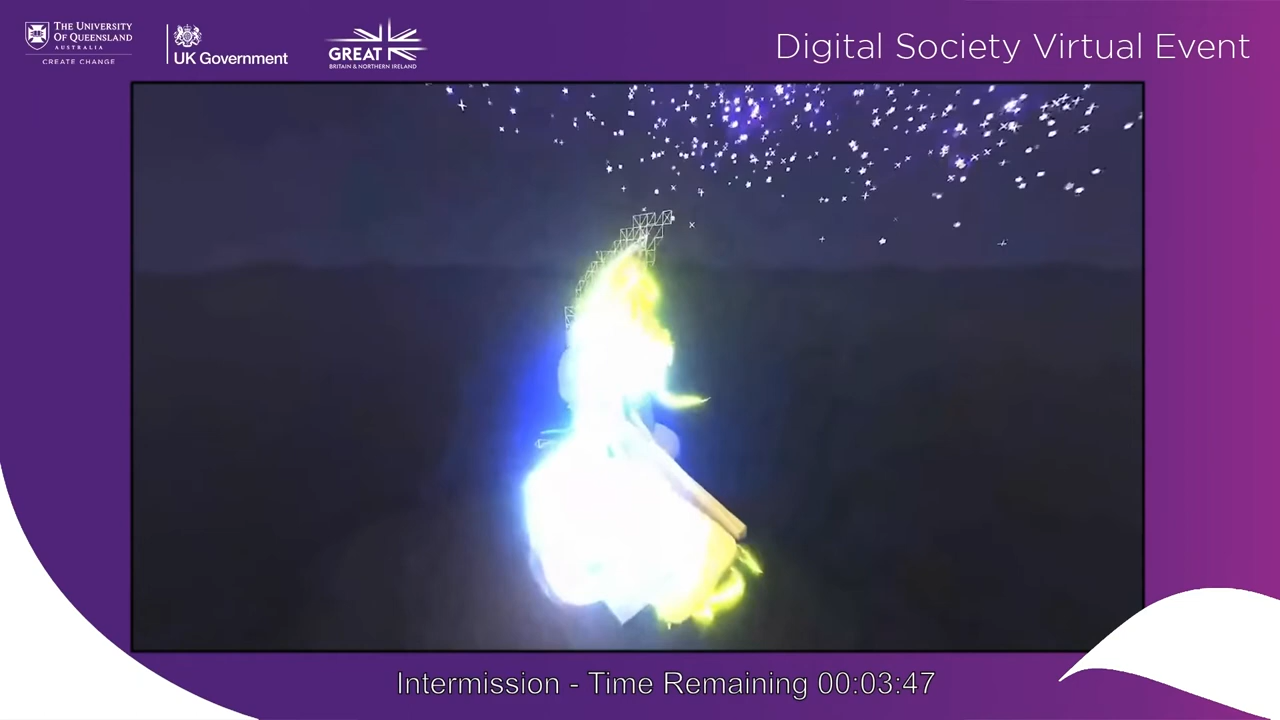 THE UNIVERSITY
OF QUEENSLAND
AUSTRALIA
CREATE CHANGE
UK Government
GREAT
BRITAIN & NORTHERN IRELAND
Digital Society Virtual Event
Intermission - Time Remaining 00:03:47